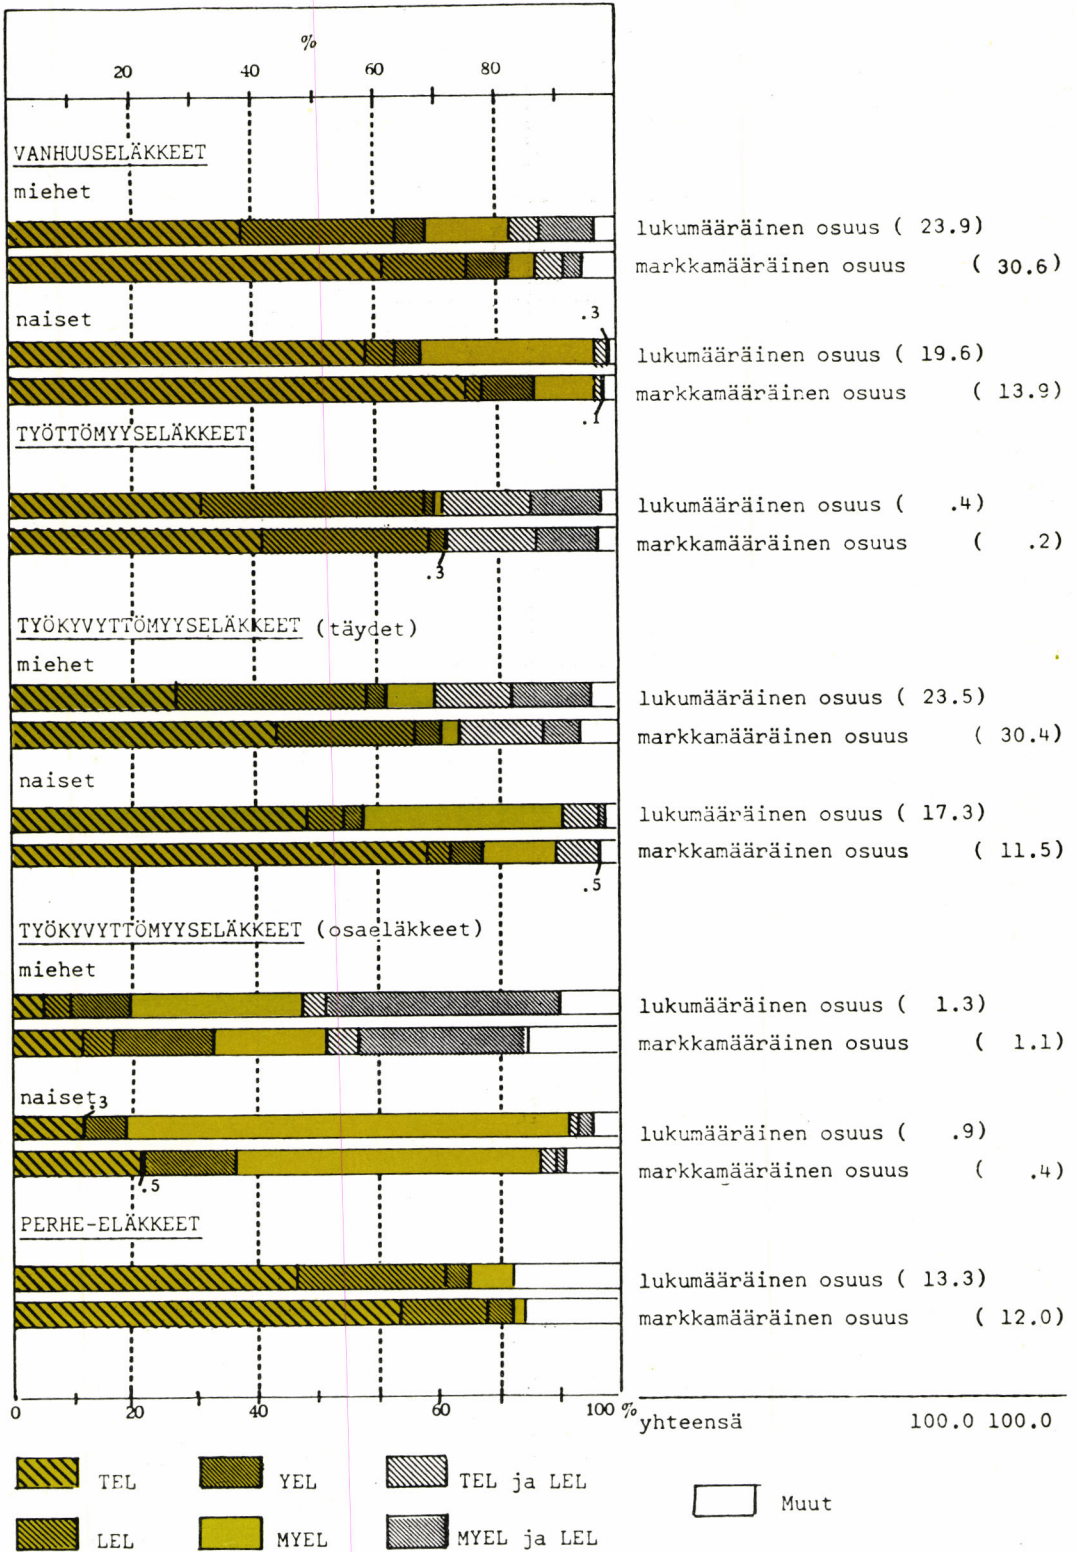 %
20 40 60 80
VANHUUSELÄKKEET
miehet
lukumääräinen osuus ( 23.9)
markkamääräinen osuus ( 30.6)
naiset
.3
lukumääräinen osuus ( 19.6)
markkamääräinen osuus ( 13.9)
.1
TYÖTTÖMYYSELÄKKEET
lukumääräinen osuus ( .4)
markkamääräinen osuus ( .2)
.3
TYÖKYVYTTÖMYYSELÄKKEET (täydet)
miehet
lukumääräinen osuus ( 23.5)
markkamääräinen osuus ( 30.4)
naiset
lukumääräinen osuus ( 17.3)
markkamääräinen osuus ( 11.5)
.5
TYÖKYVYTTÖMYYSELÄKKEET (osaeläkkeet)
miehet
lukumääräinen osuus ( 1.3)
markkamääräinen osuus ( 1.1)
naiset .3
lukumääräinen osuus ( .9)
markkamääräinen osuus ( .4)
.5
PERHE-ELÄKKEET
lukumääräinen osuus ( 13.3)
markkamääräinen osuus ( 12.0)
0 20 40 60 100 %
yhteensä 100.0 100.0
TEL YEL TEL ja LEL Muut
LEL MYEL MYEL ja LEL